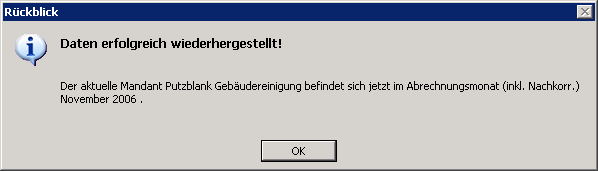 Rückblick
Daten erfolgreich wiederhergestellt!
Der aktuelle Mandant Putzblank Gebäudereinigung befindet sich jetzt im Abrechnungsmonat (inkl. Nachkorr.)
November 2006 .
OK